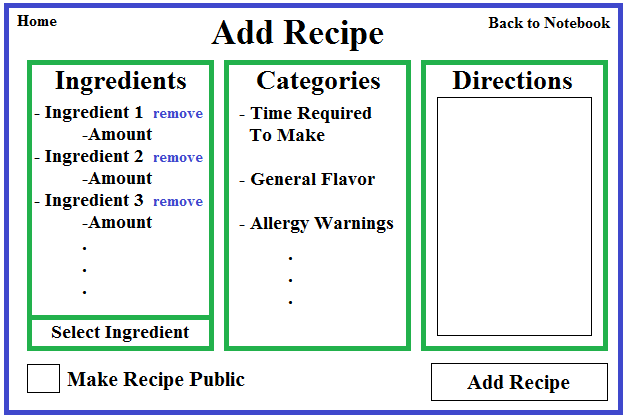 Home
Add Recipe
Back to Notebook
Ingredients
- Ingredient 1 remove
-Amount
- Ingredient 2 remove
-Amount
- Ingredient 3 remove
-Amount
.
.
.
Select Ingredient
Categories
- Time Required
To Make
- General Flavor
- Allergy Warnings
.
.
.
Directions
Make Recipe Public
Add Recipe